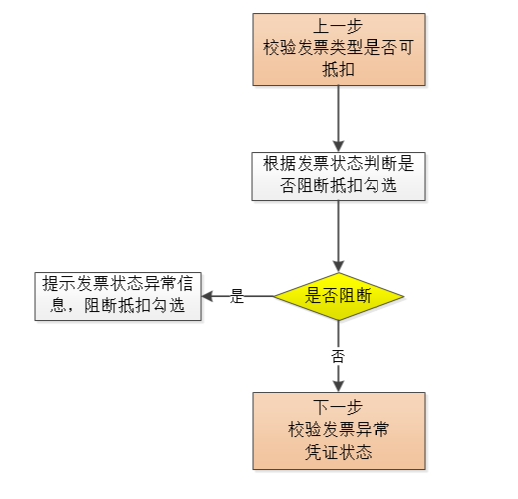 上一步
校验发票类型是否可
抵扣
根据发票状态判断是
否阻断抵扣勾选
是否阻断
是
提示发票状态异常信
息，阻断抵扣勾选
否
下一步
校验发票异常
凭证状态